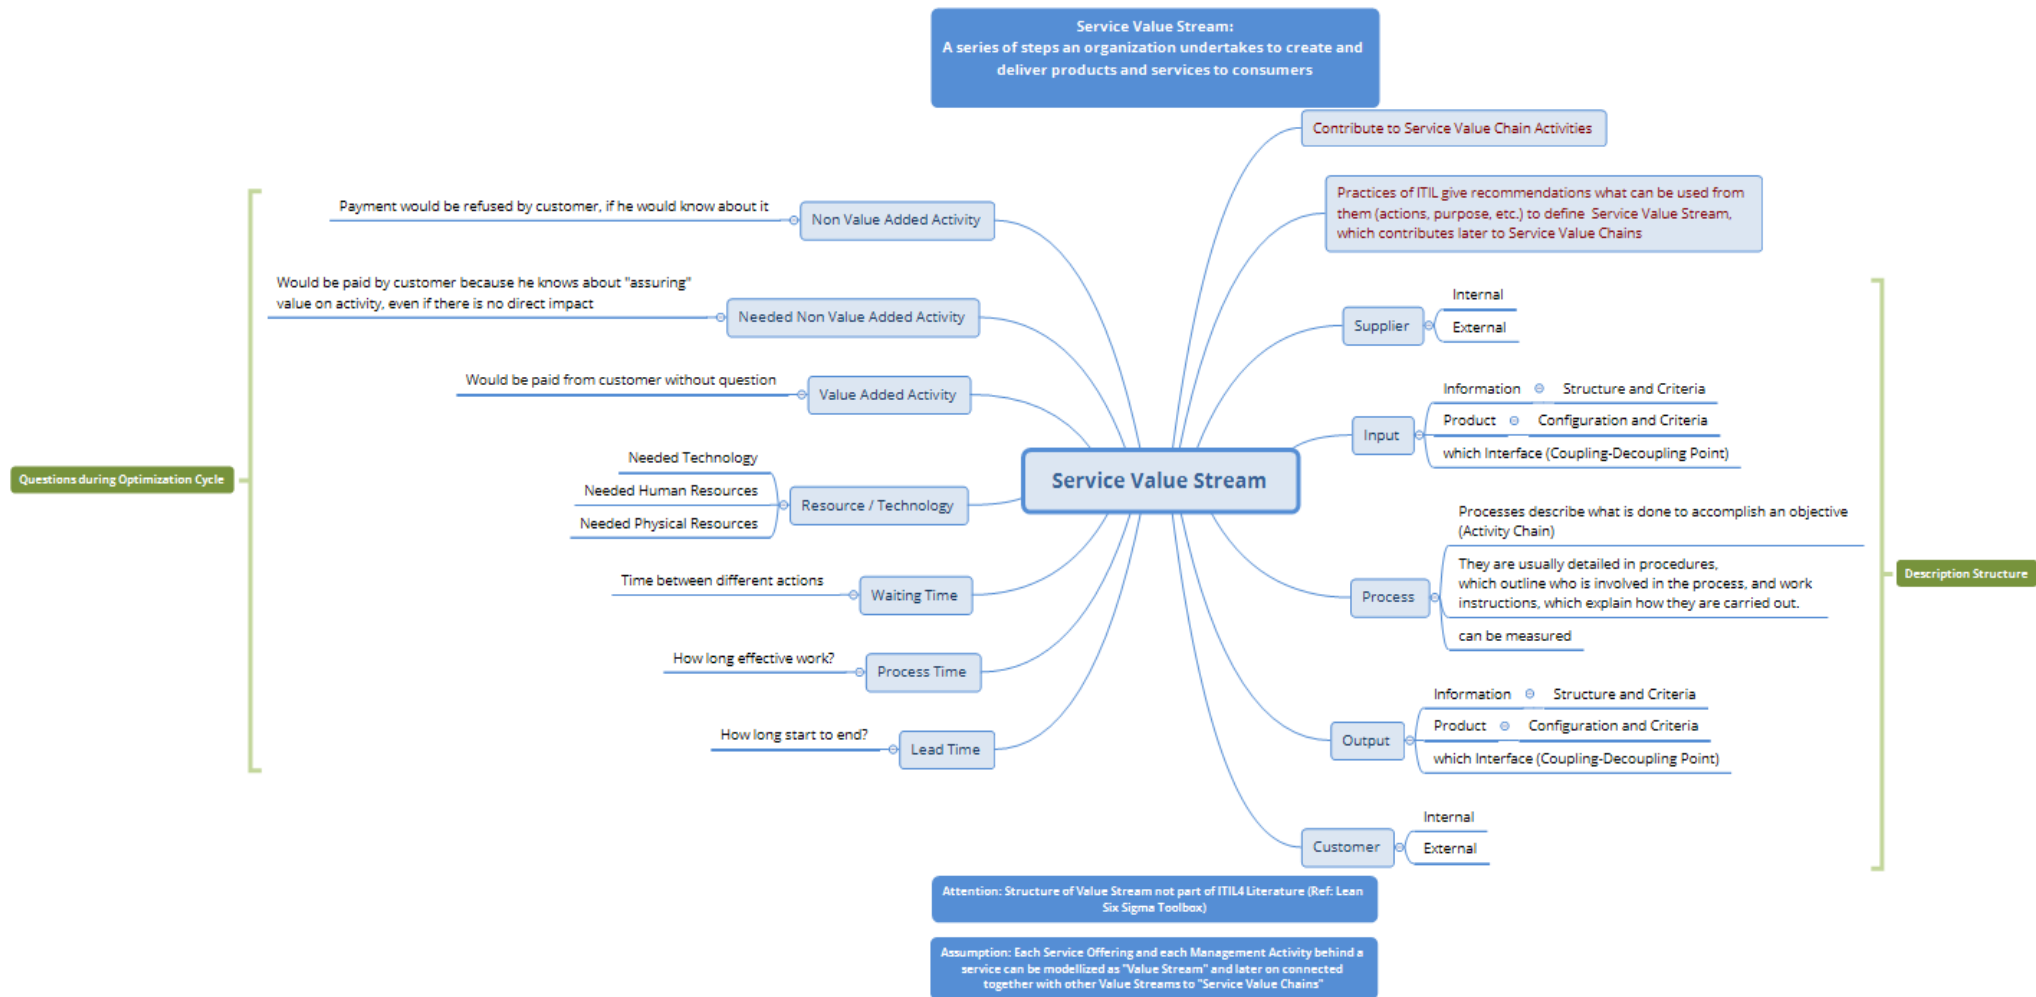 Service Value Stream:
A series of steps an organization undertakes to create and
deliver products and services to consumers
Contribute to Service Value Chain Activities
Practices of ITIL give recommendations what can be used from
them (actions, purpose, etc.) to define Service Value Stream,
which contributes later to Service Value Chains
Payment would be refused by customer, if he would know about it
Non Value Added Activity
Would be paid by customer because he knows about "assuring"
value on activity, even if there is no direct impact
Needed Non Value Added Activity
Would be paid from customer without question
Value Added Activity
Questions during Optimization Cycle
Needed Technology
Needed Human Resources
Needed Physical Resources
Resource / Technology
Time between different actions
Waiting Time
How long effective work?
Process Time
How long start to end?
Lead Time
Service Value Stream
Supplier
Internal
External
Input
Information
Structure and Criteria
Product
Configuration and Criteria
which Interface (Coupling-Decoupling Point)
Process
Processes describe what is done to accomplish an objective
(Activity Chain)
They are usually detailed in procedures,
which outline who is involved in the process, and work
instructions, which explain how they are carried out.
can be measured
Description Structure
Output
Information
Structure and Criteria
Product
Configuration and Criteria
which Interface (Coupling-Decoupling Point)
Customer
Internal
External
Attention: Structure of Value Stream not part of ITIL4 Literature (Ref: Lean
Six Sigma Toolbox)
Assumption: Each Service Offering and each Management Activity behind a
service can be modellized as "Value Stream" and later on connected
together with other Value Streams to "Service Value Chains"